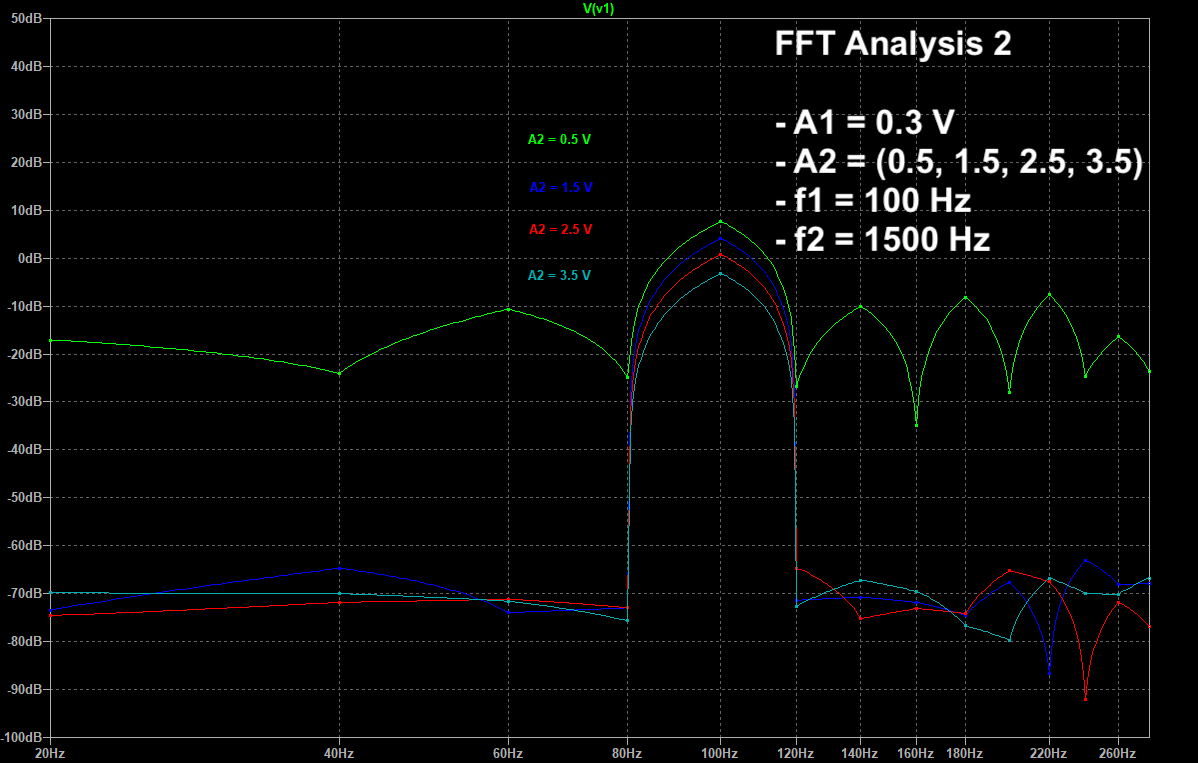 V(v1)
FFT Analysis 2
- A1 = 0.3 V
- A2 = (0.5, 1.5, 2.5, 3.5)
- f1 = 100 Hz
- f2 = 1500 Hz
A2 = 0.5 V
A2 = 1.5 V
A2 = 2.5 V
A2 = 3.5 V
50dB
40dB
30dB
20dB
10dB
0dB
-10dB
-20dB
-30dB
-40dB
-50dB
-60dB
-70dB
-80dB
-90dB
-100dB
20Hz 40Hz 60Hz 80Hz 100Hz 120Hz 140Hz 160Hz 180Hz 220Hz 260Hz